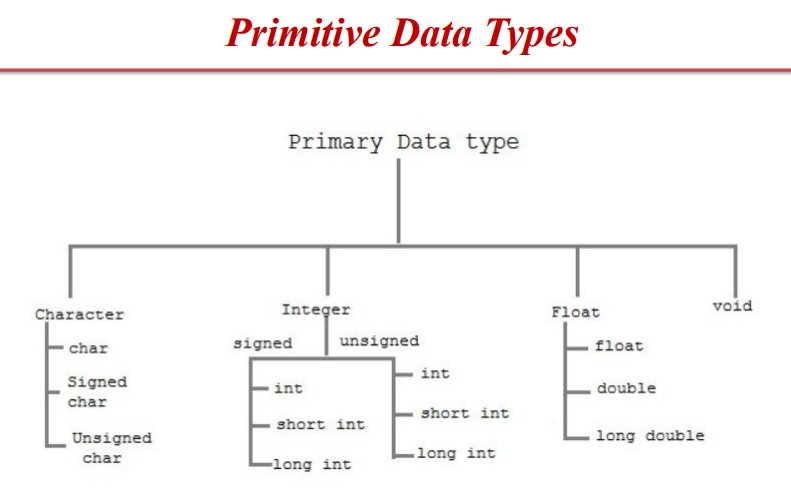 Primitive Data Types
Primary Data type
Character
char
Signed
char
Unsigned
char
Integer
signed
int
short int
long int
unsigned
int
short int
long int
Float
float
double
long double
void